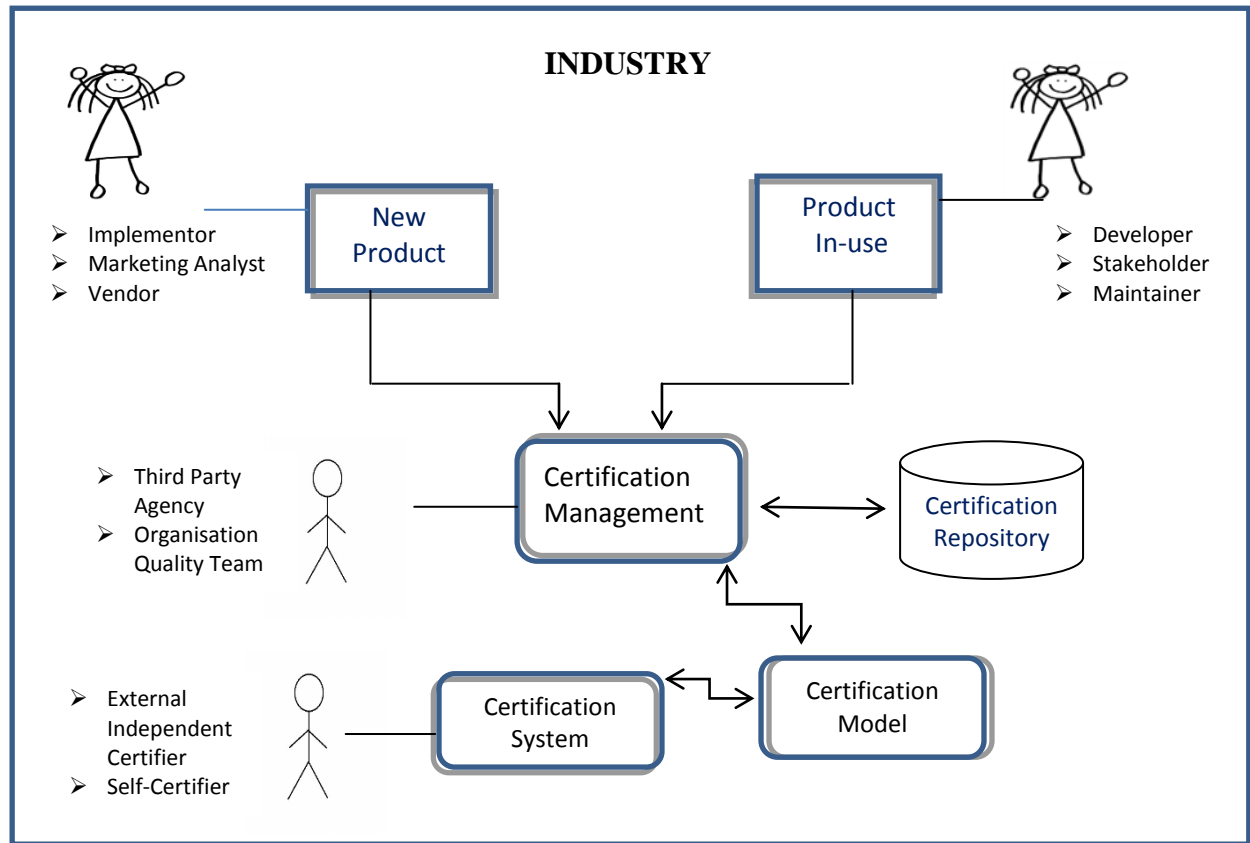 INDUSTRY
New
Product
Product
In-use
➢ Implementor
➢ Marketing Analyst
➢ Vendor
➢ Developer
➢ Stakeholder
➢ Maintainer
➢ Third Party
Agency
➢ Organisation
Quality Team
Certification
Management
Certification
Repository
➢ External
Independent
Certifier
➢ Self-Certifier
Certification
System
Certification
Model